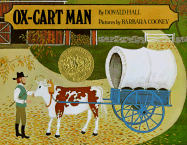 OX-CART MAN
By DONALD HALL
Pictures by BARBARA COONEY